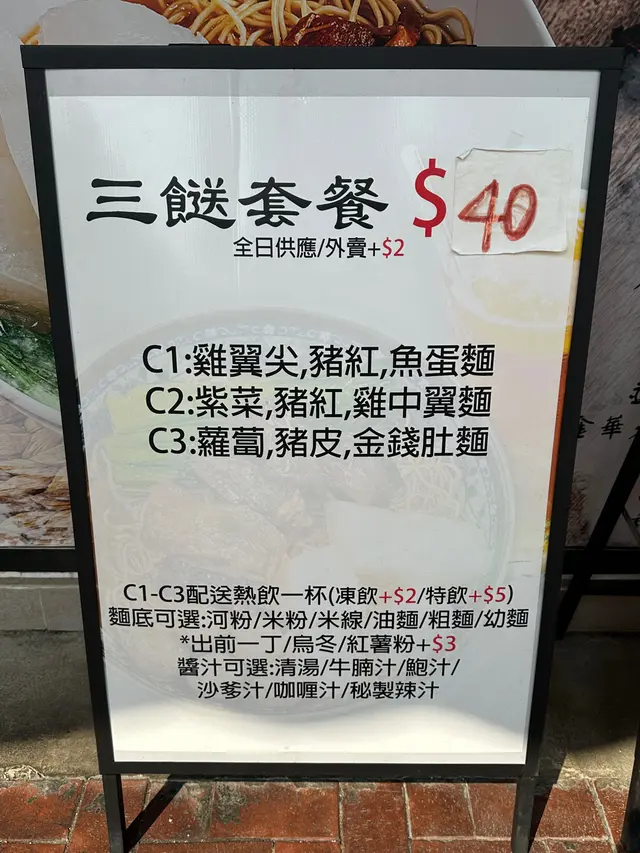 三餸套餐 $40
全日供應/外賣+$2
C1:雞翼尖,豬紅,魚蛋麵
C2:紫菜,豬紅,雞中翼麵
C3:蘿蔔,豬皮,金錢肚麵
C1-C3配送熱飲一杯(凍飲+$2/特飲+$5)
麵底可選:河粉/米粉/米線/油麵/粗麵/幼麵
*出前一丁/烏冬/紅薯粉+$3
醬汁可選:清湯/牛腩汁/鮑汁/
沙爹汁/咖喱汁/秘製辣汁
華